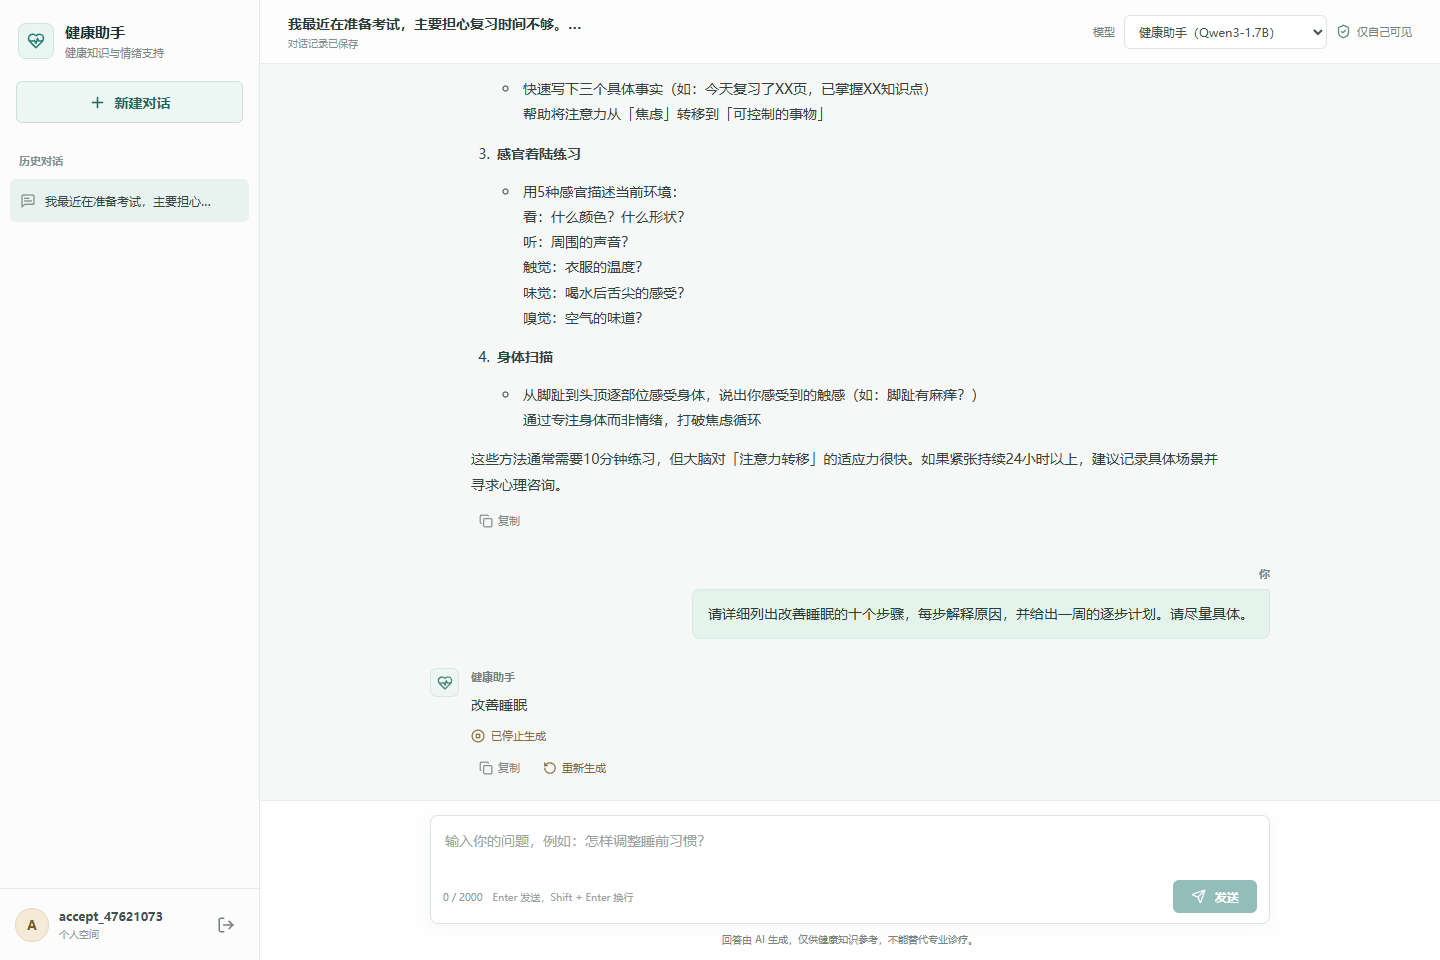 健康助手
健康知识与情绪支持
新建对话
历史对话
我最近在准备考试，主要担心...
accept_47621073
个人空间
A
我最近在准备考试，主要担心复习时间不够。...
对话记录已保存
模型
健康助手（Qwen3-1.7B）
仅自己可见
快速写下三个具体事实（如：今天复习了XX页，已掌握XX知识点）
帮助将注意力从「焦虑」转移到「可控制的事物」
3. 感官着陆练习
用5种感官描述当前环境：
看：什么颜色？什么形状？
听：周围的声音？
触觉：衣服的温度？
味觉：喝水后舌尖的感受？
嗅觉：空气的味道？
4. 身体扫描
从脚趾到头顶逐部位感受身体，说出你感受到的触感（如：脚趾有麻痒？）
通过专注身体而非情绪，打破焦虑循环
这些方法通常需要10分钟练习，但大脑对「注意力转移」的适应力很快。如果紧张持续24小时以上，建议记录具体场景并
寻求心理咨询。
复制
你
请详细列出改善睡眠的十个步骤，每步解释原因，并给出一周的逐步计划。请尽量具体。
健康助手
改善睡眠
已停止生成
复制
重新生成
输入你的问题，例如：怎样调整睡前习惯？
0 / 2000 Enter 发送，Shift + Enter 换行
发送
回答由 AI 生成，仅供健康知识参考，不能替代专业诊疗。